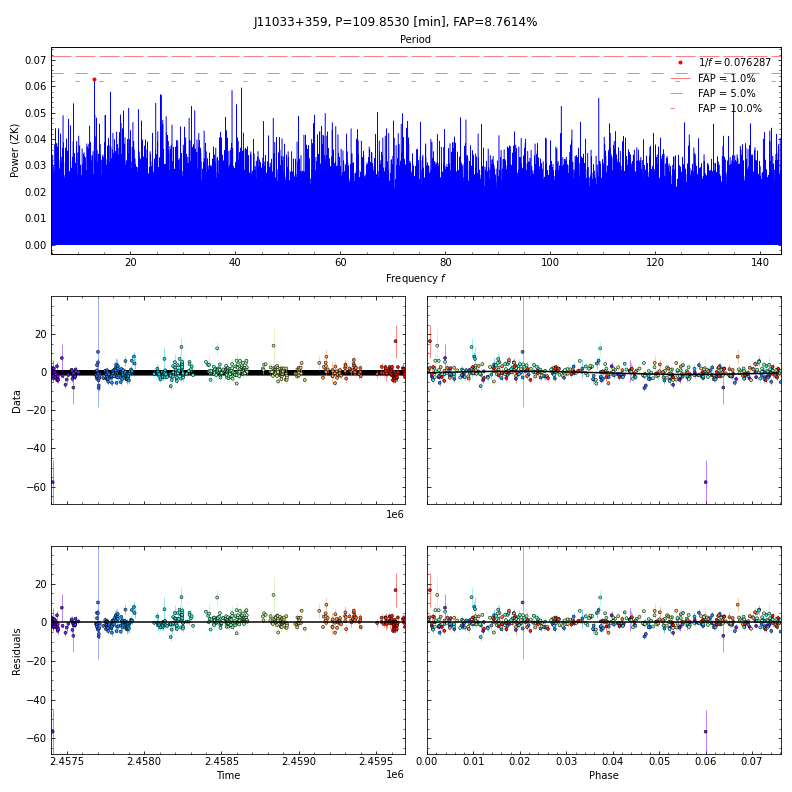 J11033+359, P=109.8530 [min], FAP=8.7614%
Period
0.07
0.06
0.05
0.04
0.03
0.02
0.01
0.00
Power (ZK)
1/f = 0.076287
FAP = 1.0%
FAP = 5.0%
FAP = 10.0%
20 40 60 80 100 120 140
Frequency f
20
0
−20
−40
−60
Data
1e6
20
0
−20
−40
−60
Residuals
2.4575 2.4580 2.4585 2.4590 2.4595
1e6
Time
0.00 0.01 0.02 0.03 0.04 0.05 0.06 0.07
Phase